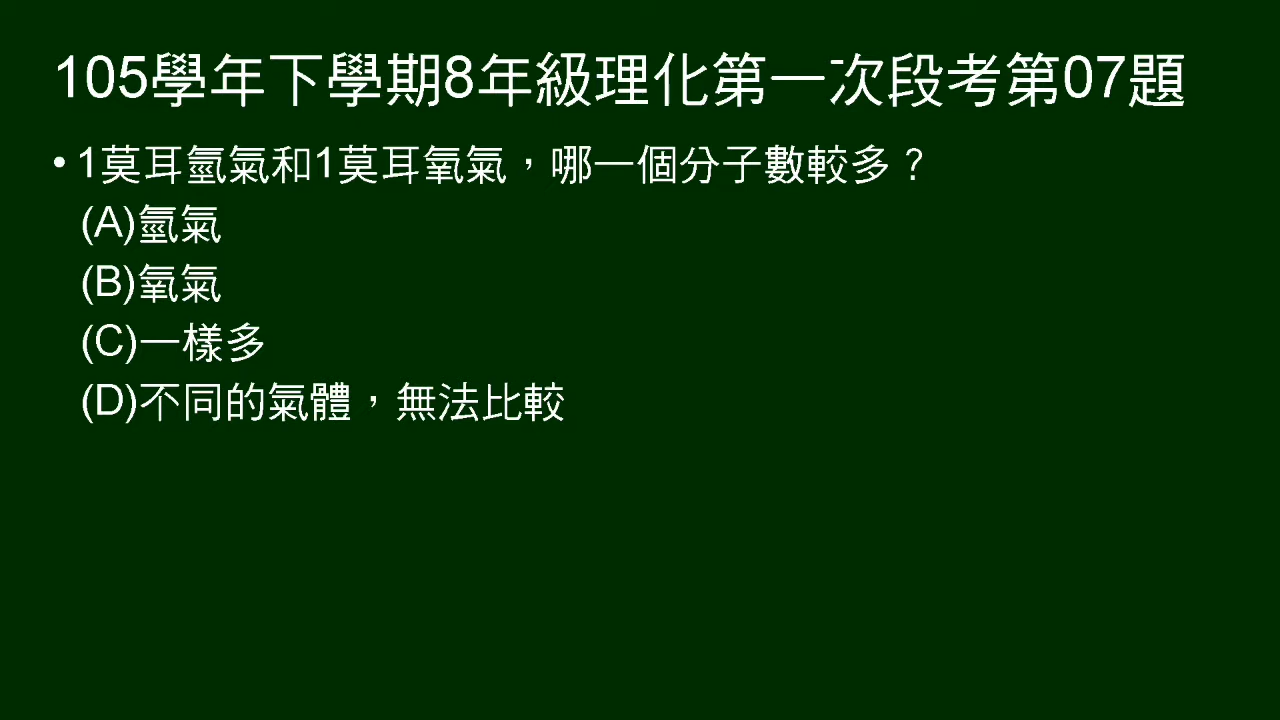 105學年下學期8年級理化第一次段考第07題
•1莫耳氫氣和1莫耳氧氣，哪一個分子數較多？
(A)氫氣
(B)氧氣
(C)一樣多
(D)不同的氣體，無法比較